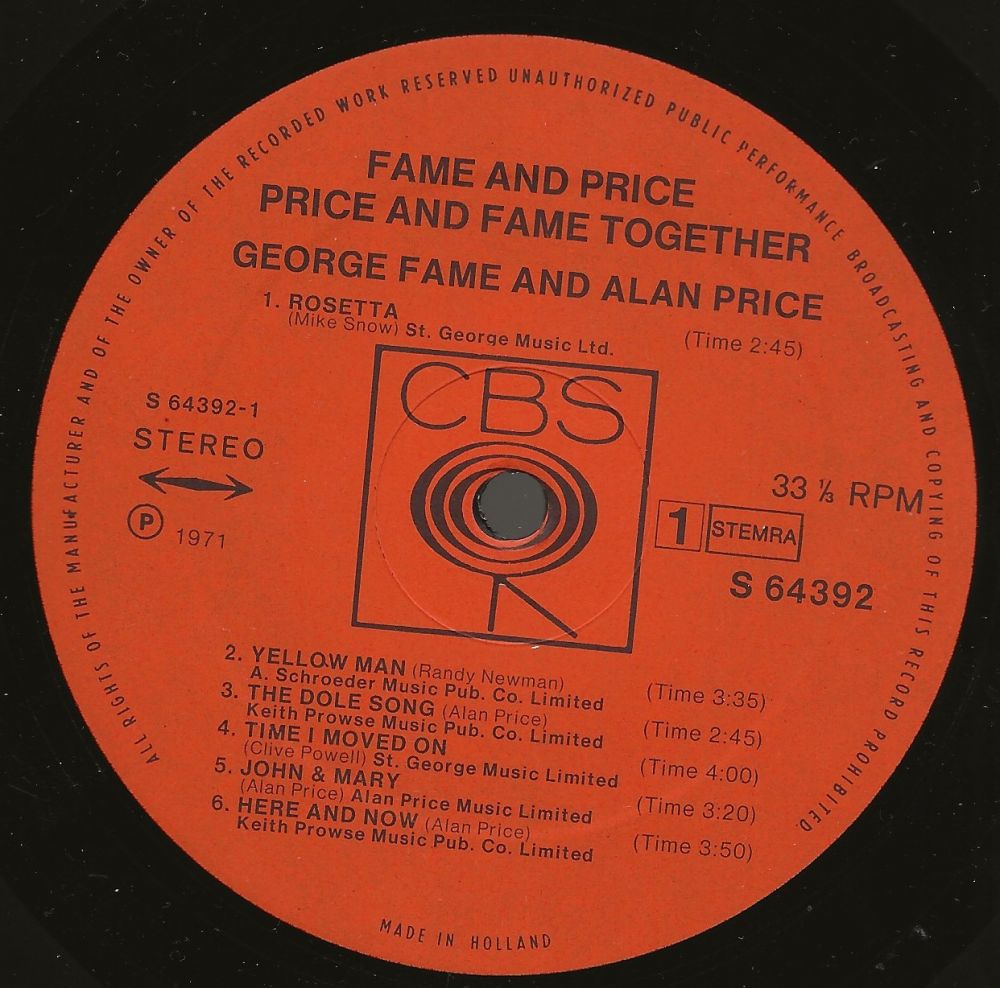 ALL RIGHTS OF THE MANUFACTURER AND OF THE OWNER OF THE RECORDED WORK RESERVED UNAUTHORIZED PUBLIC PERFORMANCE BROADCASTING AND COPYING OF THIS RECORD PROHIBITED
FAME AND PRICE
PRICE AND FAME TOGETHER
GEORGE FAME AND ALAN PRICE
1. ROSETTA
(Mike Snow) St. George Music Ltd. (Time 2:45)
CBS
S 64392-1
STEREO
℗ 1971
33 ⅓ RPM
1 STEMRA
S 64392
2. YELLOW MAN (Randy Newman)
A. Schroeder Music Pub. Co. Limited (Time 3:35)
3. THE DOLE SONG (Alan Price)
Keith Prowse Music Pub. Co. Limited (Time 2:45)
4. TIME I MOVED ON
(Clive Powell) St. George Music Limited (Time 4:00)
5. JOHN & MARY
(Alan Price) Alan Price Music Limited (Time 3:20)
6. HERE AND NOW (Alan Price)
Keith Prowse Music Pub. Co. Limited (Time 3:50)
MADE IN HOLLAND